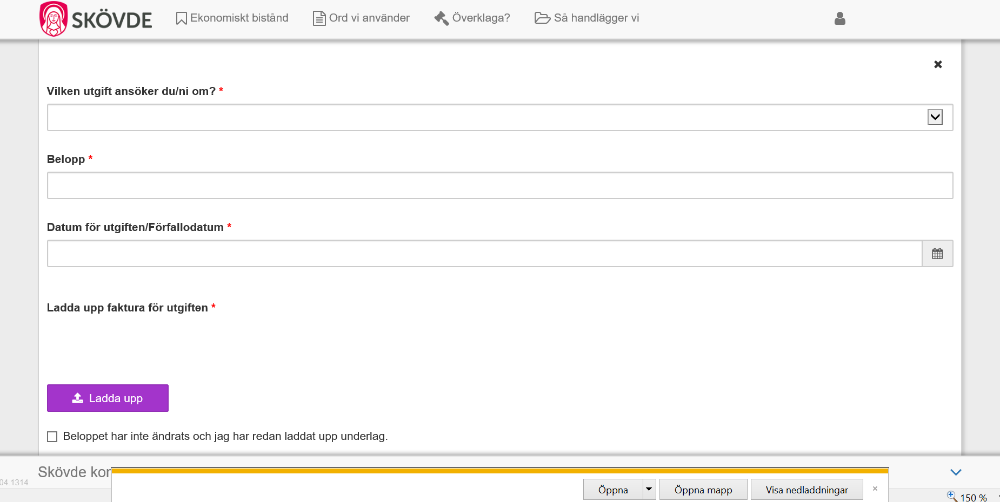 SKÖVDE Ekonomiskt bistånd Ord vi använder Överklaga? Så handlägger vi
Vilken utgift ansöker du/ni om? *
Belopp *
Datum för utgiften/Förfallodatum *
Ladda upp faktura för utgiften *
Ladda upp
Beloppet har inte ändrats och jag har redan laddat upp underlag.
Skövde kor
04.1314
Öppna Öppna mapp Visa nedladdningar
150 %